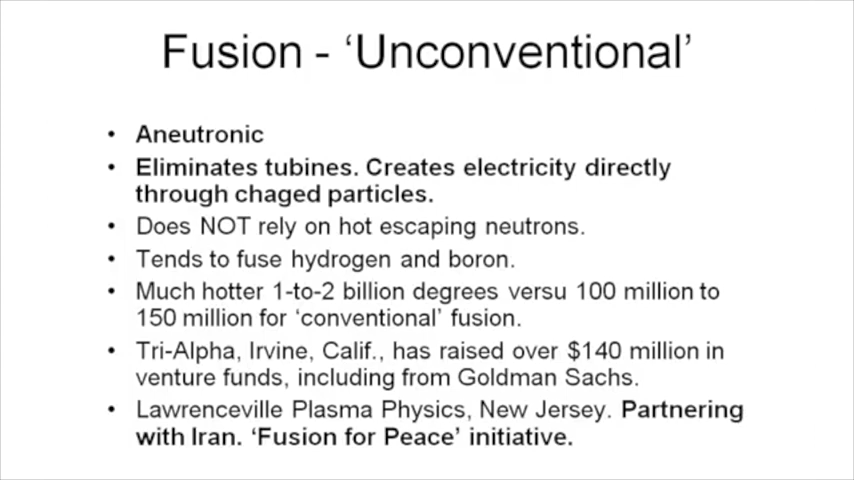 Fusion - ‘Unconventional’
• Aneutronic
• Eliminates tubines. Creates electricity directly
through chaged particles.
• Does NOT rely on hot escaping neutrons.
• Tends to fuse hydrogen and boron.
• Much hotter 1-to-2 billion degrees versu 100 million to
150 million for ‘conventional’ fusion.
• Tri-Alpha, Irvine, Calif., has raised over $140 million in
venture funds, including from Goldman Sachs.
• Lawrenceville Plasma Physics, New Jersey. Partnering
with Iran. ‘Fusion for Peace’ initiative.